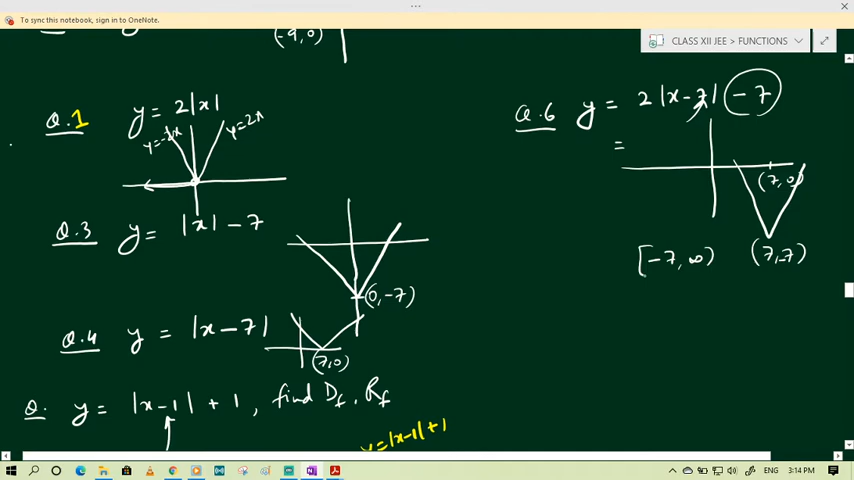 To sync this notebook, sign in to OneNote.
CLASS XII JEE > FUNCTIONS
(-9,0)
Q.1 y = 2|x|
y=-2x
y=2x
Q.3 y = |x| - 7
(0,-7)
Q.4 y = |x - 7|
(7,0)
Q. y = |x - 1| + 1, find Df, Rf
y=|x-1|+1
Q.6 y = 2|x-7| - 7
=
(7,0)
[-7, ∞) (7,-7)
ENG 3:14 PM